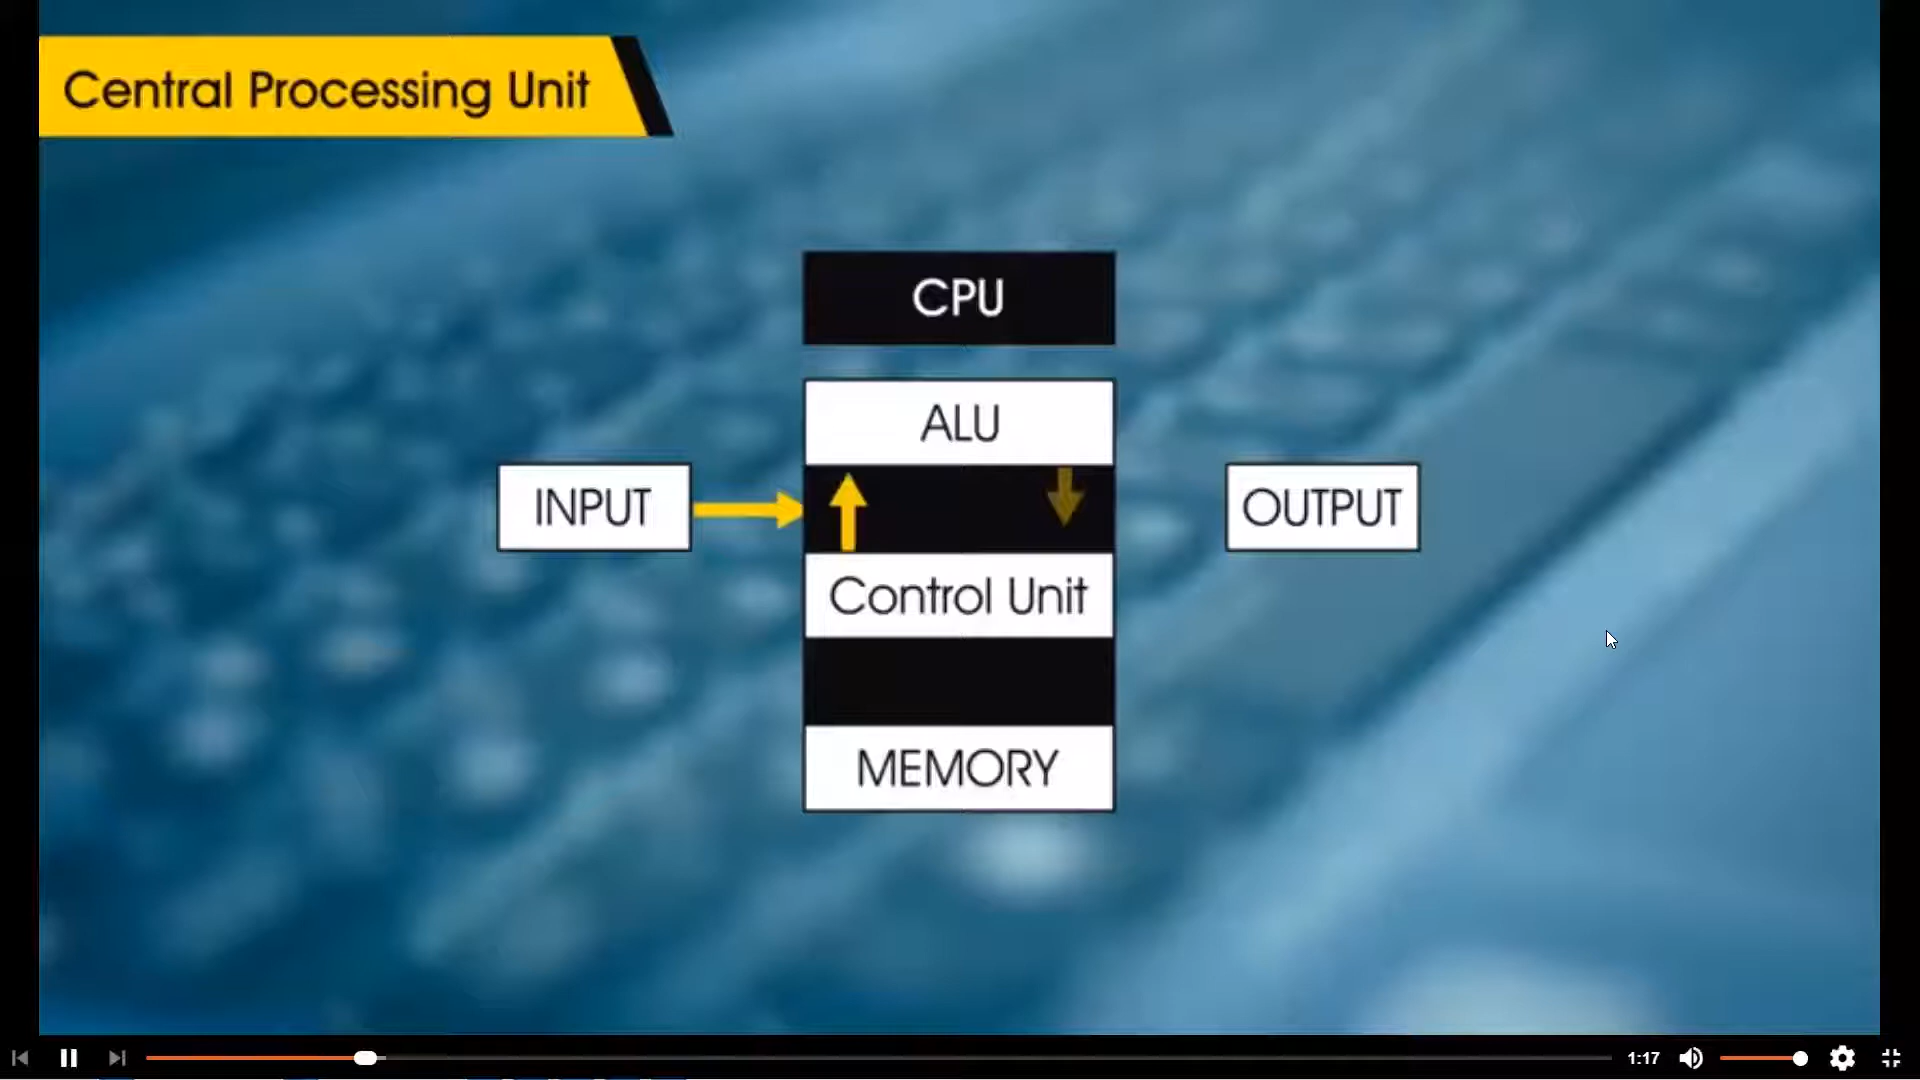 Central Processing Unit
CPU
ALU
INPUT
OUTPUT
Control Unit
MEMORY
1:17